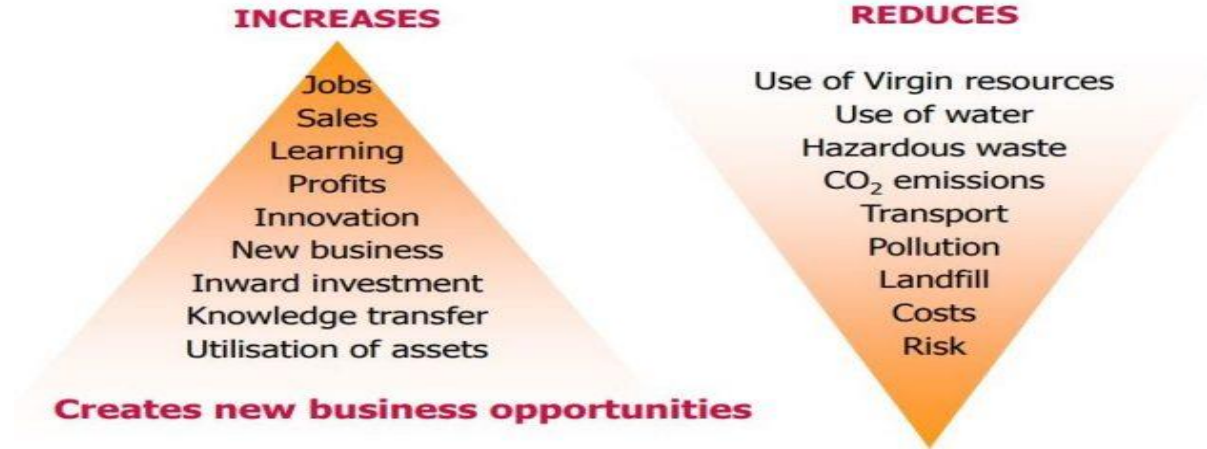 INCREASES
Jobs
Sales
Learning
Profits
Innovation
New business
Inward investment
Knowledge transfer
Utilisation of assets
Creates new business opportunities
REDUCES
Use of Virgin resources
Use of water
Hazardous waste
CO₂ emissions
Transport
Pollution
Landfill
Costs
Risk